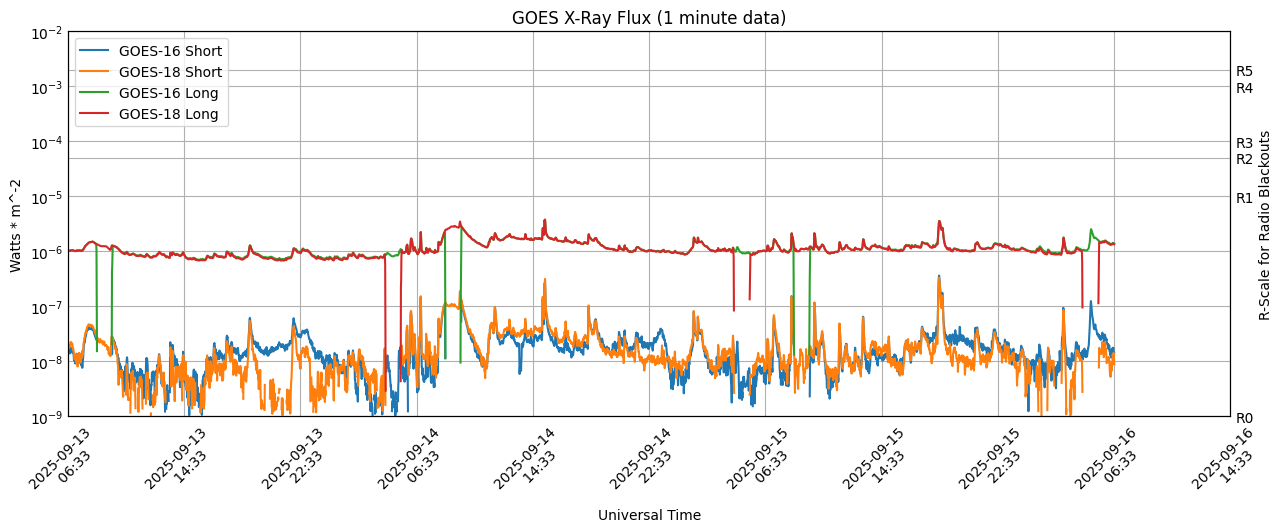 GOES X-Ray Flux (1 minute data)
GOES-16 Short
GOES-18 Short
GOES-16 Long
GOES-18 Long
Watts * m^-2
10⁻²
10⁻³
10⁻⁴
10⁻⁵
10⁻⁶
10⁻⁷
10⁻⁸
10⁻⁹
R5
R4
R3
R2
R1
R0
R-Scale for Radio Blackouts
2025-09-13
06:33
2025-09-13
14:33
2025-09-13
22:33
2025-09-14
06:33
2025-09-14
14:33
2025-09-14
22:33
2025-09-15
06:33
2025-09-15
14:33
2025-09-15
22:33
2025-09-16
06:33
2025-09-16
14:33
Universal Time